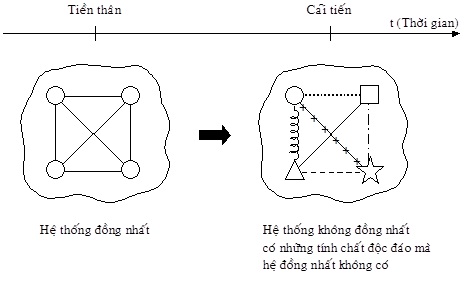 Tiền thân
Cải tiến
t (Thời gian)
Hệ thống đồng nhất
Hệ thống không đồng nhất
có những tính chất độc đáo mà
hệ đồng nhất không có